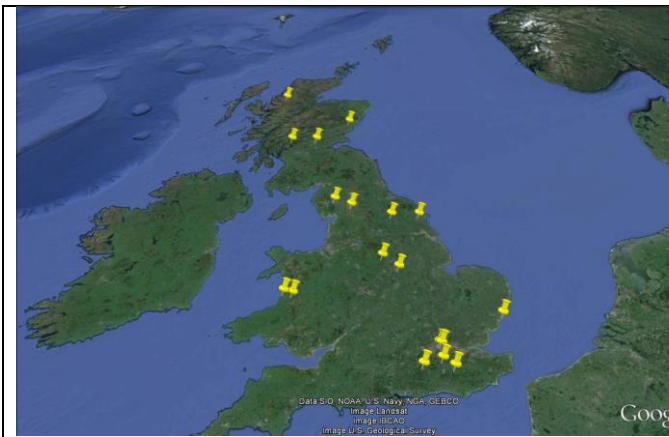 Data SIO, NOAA, U.S. Navy, NGA, GEBCO
Image Landsat
Image IBCAO
Image U.S. Geological Survey
Goog